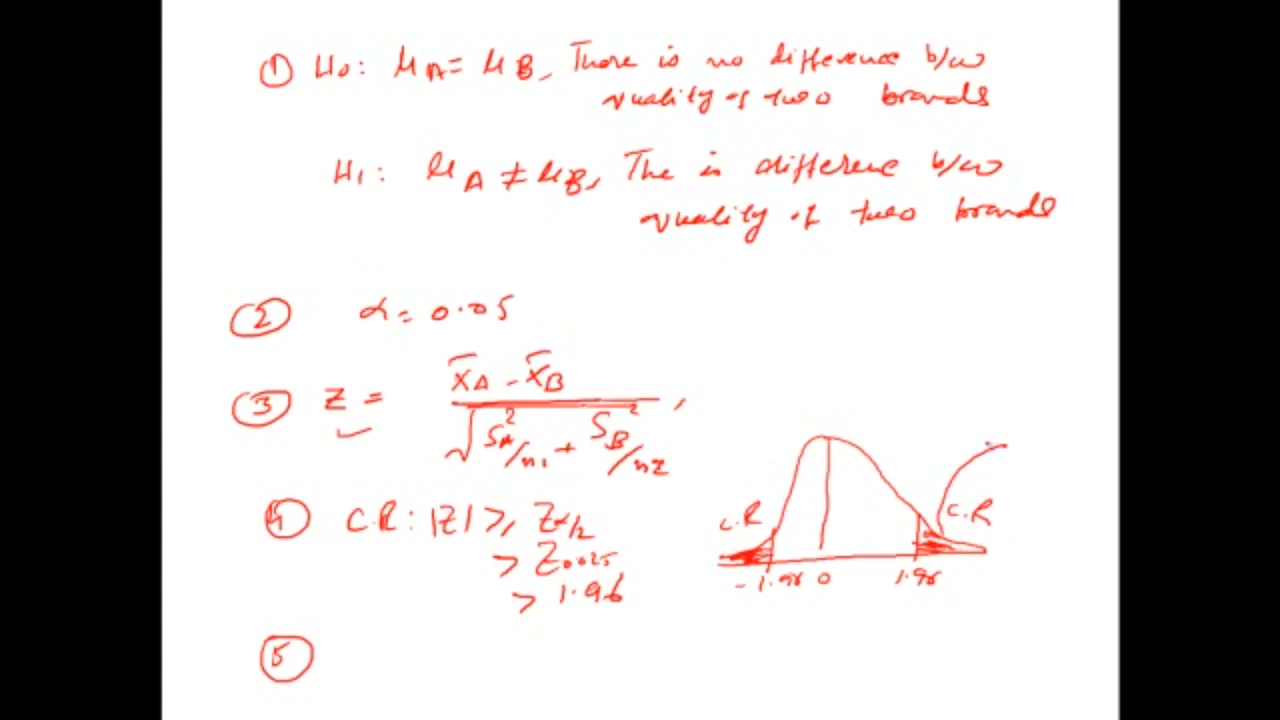 ① H₀: μA = μB, There is no difference b/w
quality of two brands
H₁: μA ≠ μB, The is difference b/w
quality of two brands
② α = 0.05
③ Z = X̄A - X̄B
√ SA²/n1 + SB²/n2 ,
④ C.R: |Z| ≥, Zα/2
> Z0.025
> 1.96
C.R C.R
-1.96 0 1.96
⑤